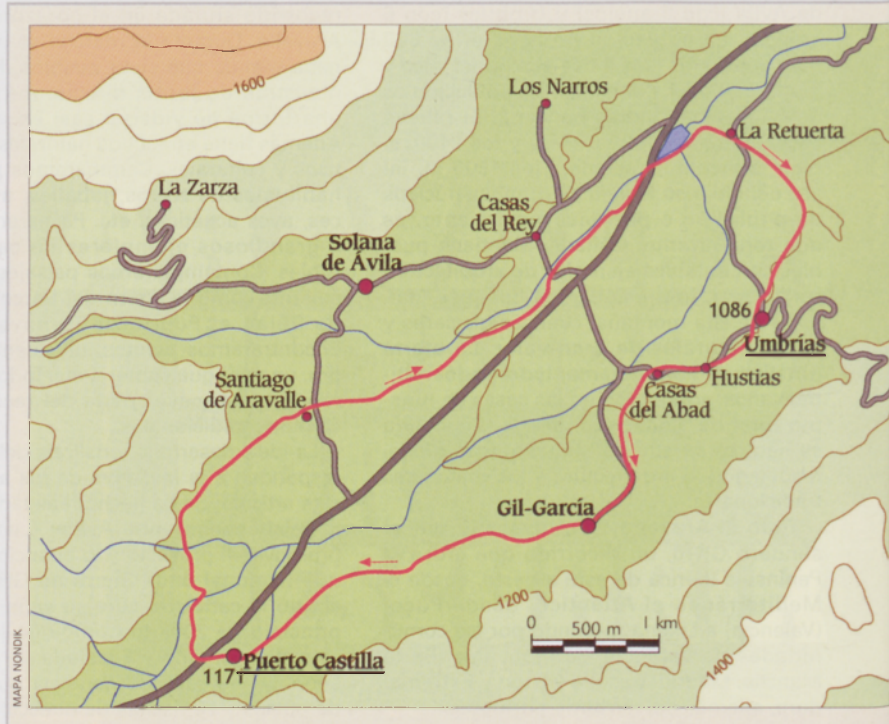 1600
Los Narros
La Retuerta
La Zarza
Casas
del Rey
Solana
de Ávila
1086
Umbrías
Santiago
de Aravalle
Casas
del Abad
Hustias
Gil-García
1200
0 500 m 1 km
1400
Puerto Castilla
117
MAPA NONDIK